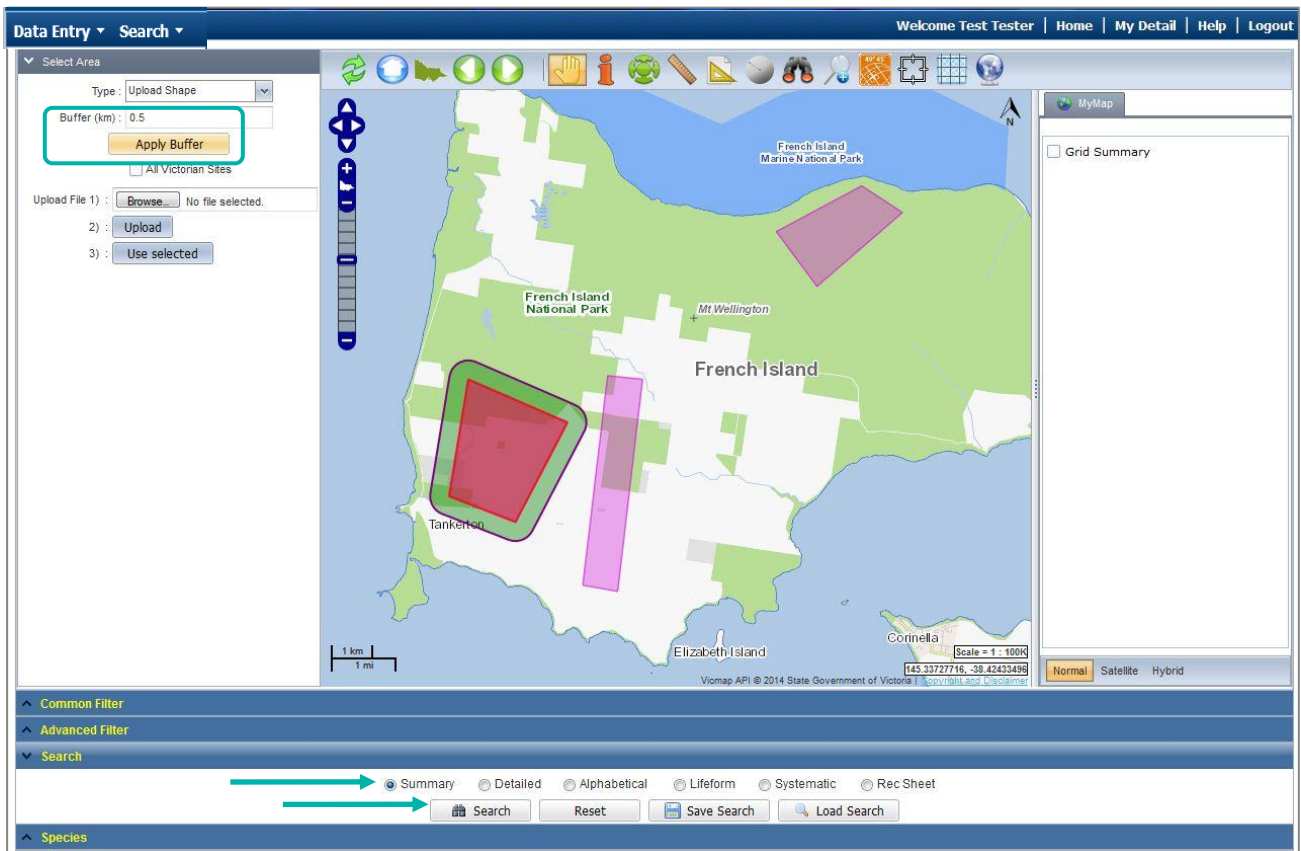 Data Entry ▾ Search ▾
Welcome Test Tester | Home | My Detail | Help | Logout
Select Area
Type : Upload Shape
Buffer (km) : 0.5
Apply Buffer
All Victorian Sites
Upload File 1) : Browse_ No file selected.
2) : Upload
3) : Use selected
49° 45'
N
French Island
Marine National Park
French Island
National Park
Mt Wellington
French Island
Tankerton
Corinella
Elizabeth Island
1 km
1 mi
Scale = 1 : 100K
145.33727716, -38.42433496
Vicmap API © 2014 State Government of Victoria | Copyright and Disclaimer
MyMap
Grid Summary
Normal Satellite Hybrid
Common Filter
Advanced Filter
Search
Summary Detailed Alphabetical Lifeform Systematic Rec Sheet
Search Reset Save Search Load Search
Species